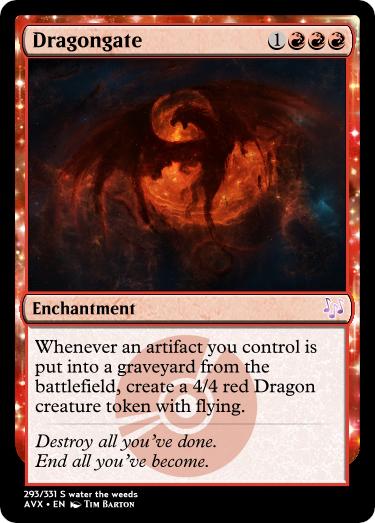 Dragongate 1
Enchantment
Whenever an artifact you control is
put into a graveyard from the
battlefield, create a 4/4 red Dragon
creature token with flying.
Destroy all you've done.
End all you've become.
293/331 S water the weeds
AVX • EN Tim Barton